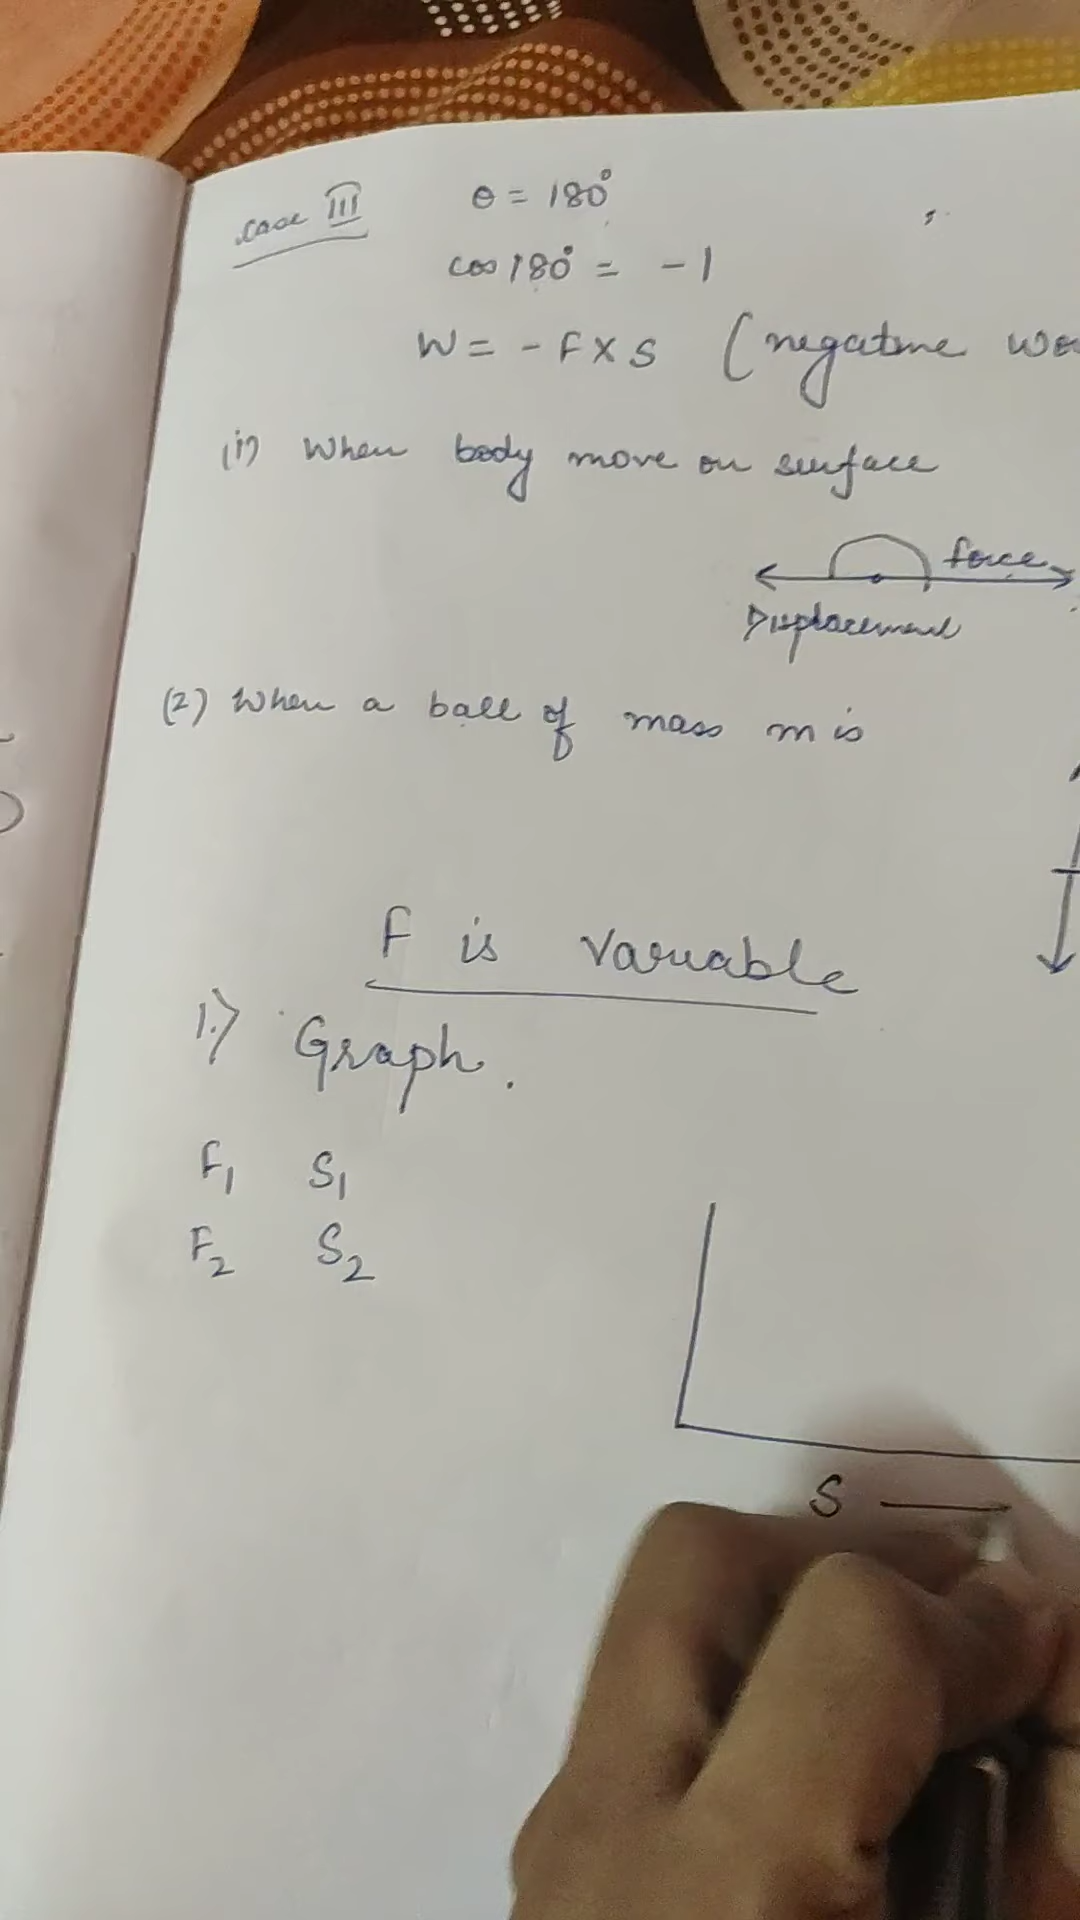 case III θ = 180°
cos 180° = -1
W = - F x S (negative wo
(i) When body move on surface
force
Displacement
(2) When a ball of mass m is
F is Variable
1.) Graph.
F₁ S₁
F₂ S₂
S